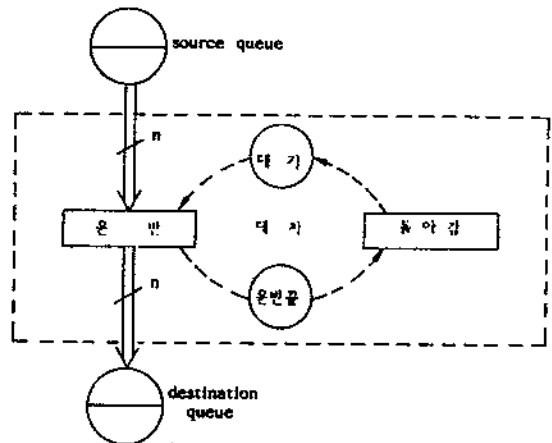 source queue
n
대 기
운 반
대 차
돌 아 감
n
운반끝
destination
queue